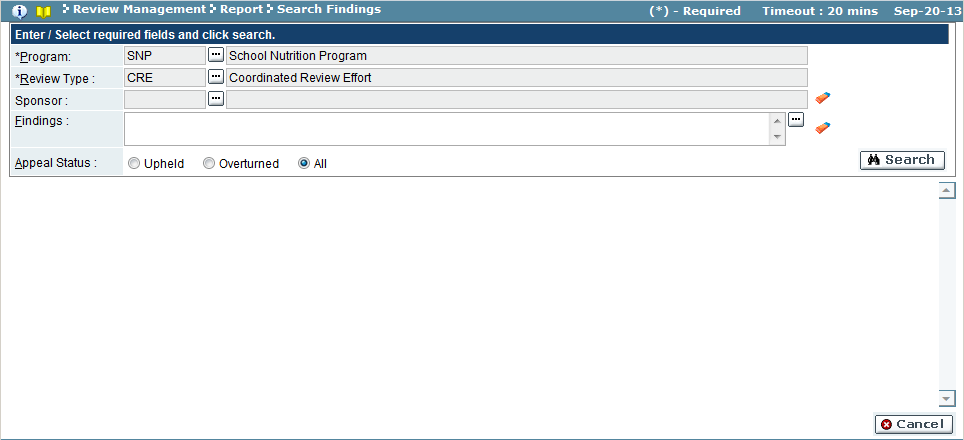 Review Management Report Search Findings (*) - Required Timeout : 20 mins Sep-20-13
Enter / Select required fields and click search.
*Program: SNP ... School Nutrition Program
*Review Type : CRE ... Coordinated Review Effort
Sponsor : ...
Findings : ...
Appeal Status : Upheld Overturned All Search
Cancel